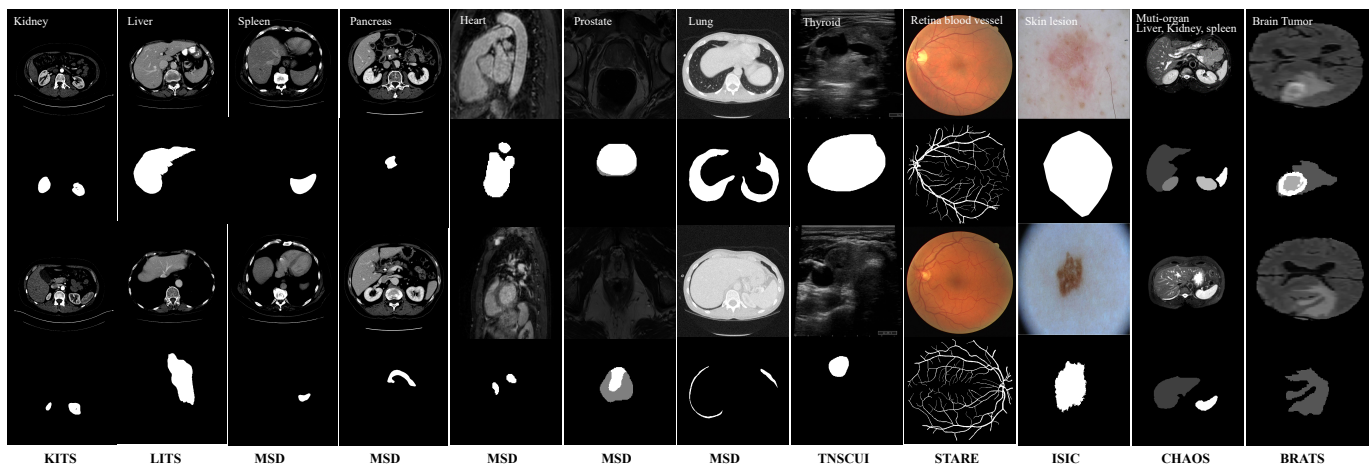 Kidney
Liver
Spleen
Pancreas
Heart
Prostate
Lung
Thyroid
Retina blood vessel
Skin lesion
Muti-organ
Liver, Kidney, spleen
Brain Tumor
KITS
LITS
MSD
MSD
MSD
MSD
MSD
TNSCUI
STARE
ISIC
CHAOS
BRATS